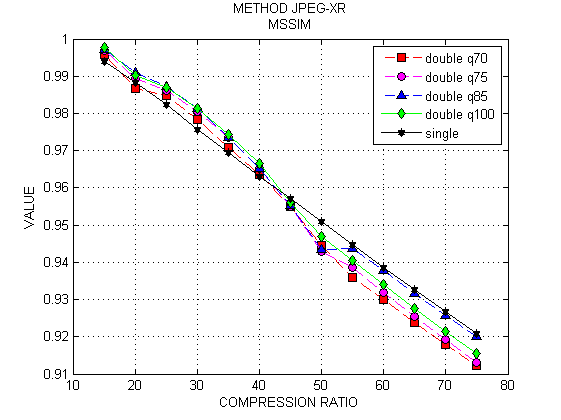 METHOD JPEG-XR
MSSIM
1
0.99
0.98
0.97
0.96
0.95
0.94
0.93
0.92
0.91
VALUE
double q70
double q75
double q85
double q100
single
10 20 30 40 50 60 70 80
COMPRESSION RATIO